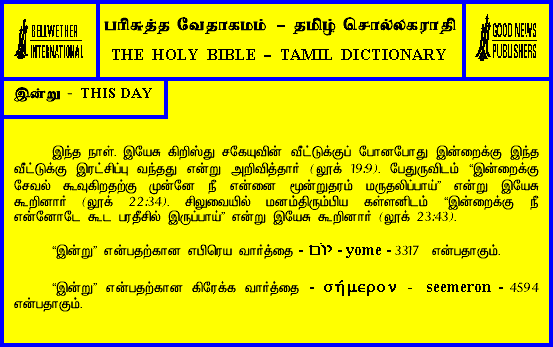 BELLWETHER
INTERNATIONAL
பரிசுத்த வேதாகமம் – தமிழ் சொல்லகராதி
THE HOLY BIBLE – TAMIL DICTIONARY
GOOD NEWS
PUBLISHERS
இன்று - THIS DAY
இந்த நாள். இயேசு கிறிஸ்து சகேயுவின் வீட்டுக்குப் போனபோது இன்றைக்கு இந்த
வீட்டுக்கு இரட்சிப்பு வந்தது என்று அறிவித்தார் (லூக் 19:9). பேதுருவிடம் “இன்றைக்கு
சேவல் கூவுகிறதற்கு முன்னே நீ என்னை மூன்றுதரம் மருதலிப்பாய்” என்று இயேசு
கூறினார் (லூக் 22:34). சிலுவையில் மனம்திரும்பிய கள்ளனிடம் “இன்றைக்கு நீ
என்னோடே கூட பரதீசில் இருப்பாய்” என்று இயேசு கூறினார் (லூக் 23:43).
“இன்று” என்பதற்கான எபிரெய வார்த்தை - יוֹם - yome - 3317 என்பதாகும்.
“இன்று” என்பதற்கான கிரேக்க வார்த்தை - σήμερον - seemeron - 4594
என்பதாகும்.